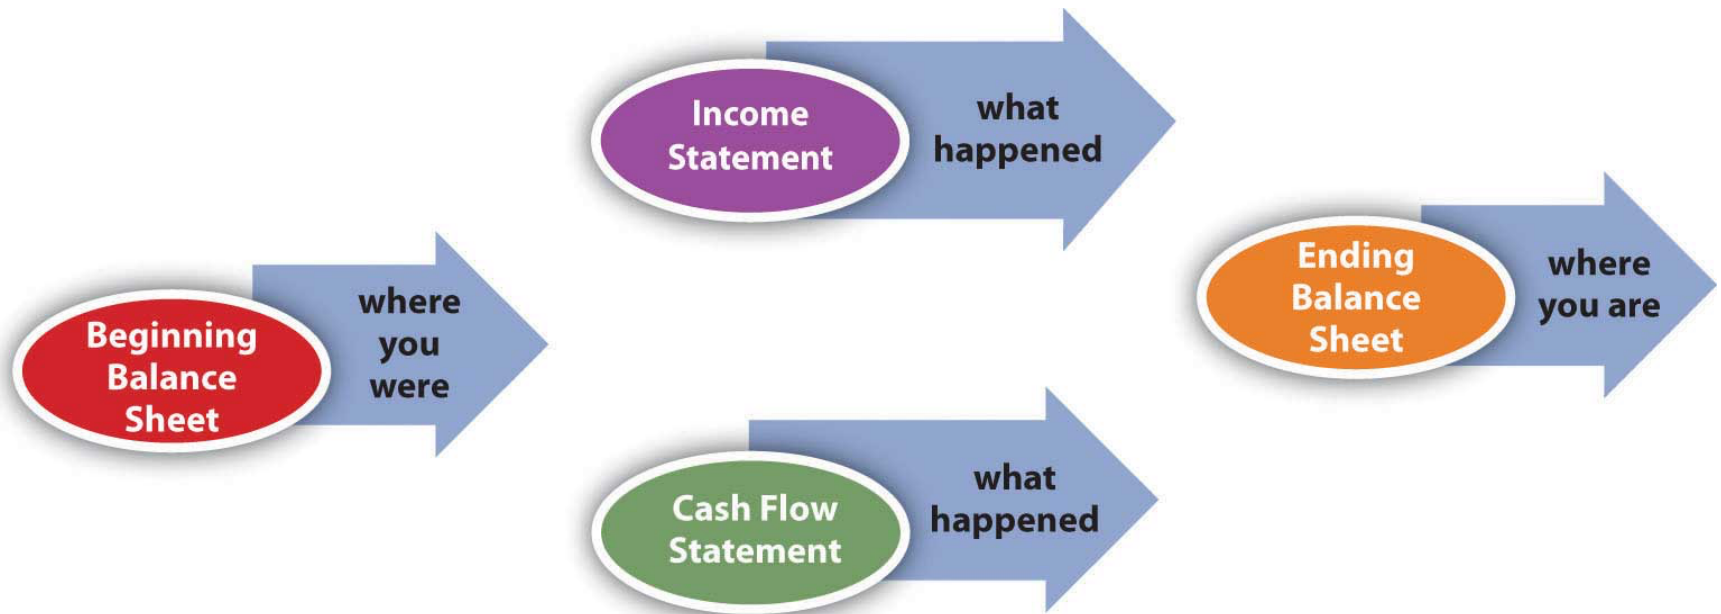 Beginning
Balance
Sheet
where
you
were
Income
Statement
what
happened
Cash Flow
Statement
what
happened
Ending
Balance
Sheet
where
you are